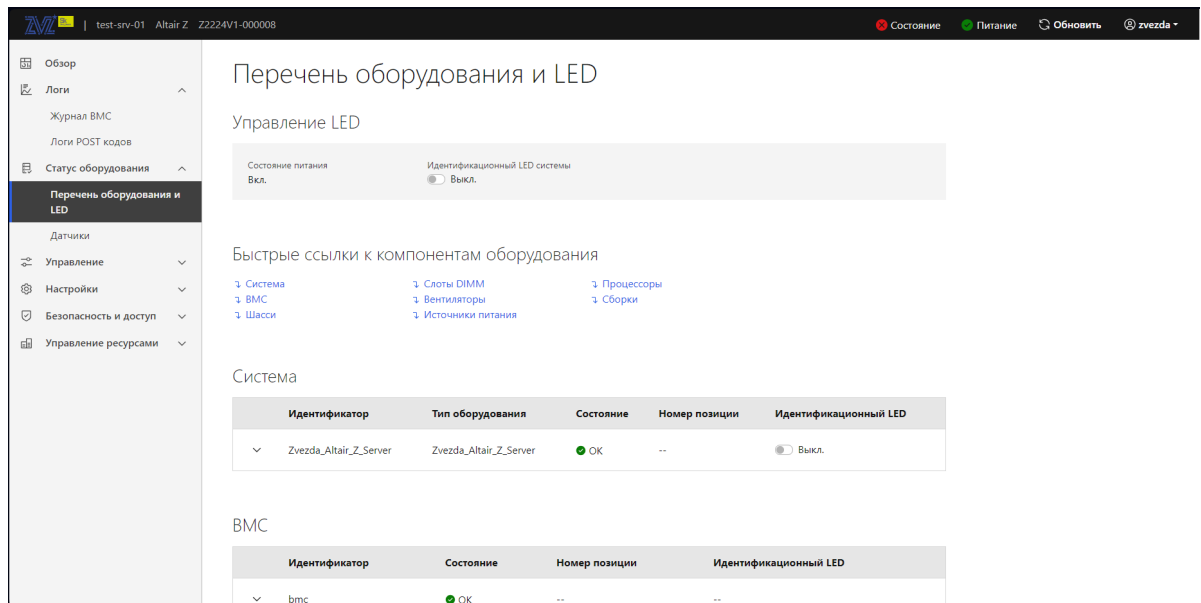 ZVZ | test-srv-01 Altair Z Z2224V1-000008 Состояние Питание Обновить zvezda
Обзор
Логи
Журнал BMC
Логи POST кодов
Статус оборудования
Перечень оборудования и
LED
Датчики
Управление
Настройки
Безопасность и доступ
Управление ресурсами
Перечень оборудования и LED
Управление LED
Состояние питания Идентификационный LED системы
Вкл. Выкл.
Быстрые ссылки к компонентам оборудования
Система Слоты DIMM Процессоры
BMC Вентиляторы Сборки
Шасси Источники питания
Система
Идентификатор Тип оборудования Состояние Номер позиции Идентификационный LED
Zvezda_Altair_Z_Server Zvezda_Altair_Z_Server OK -- Выкл.
BMC
Идентификатор Состояние Номер позиции Идентификационный LED
bmc OK -- --